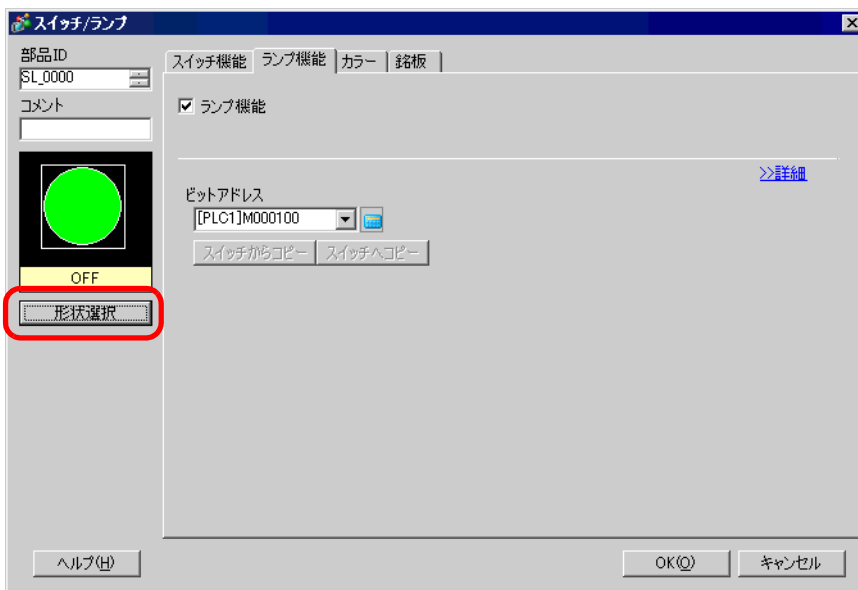 スイッチ/ランプ
部品ID
SL_0000
コメント
OFF
形状選択
スイッチ機能 ランプ機能 カラー 銘板
ランプ機能
>>詳細
ビットアドレス
[PLC1]M000100
スイッチからコピー スイッチへコピー
ヘルプ(H)
OK(O) キャンセル